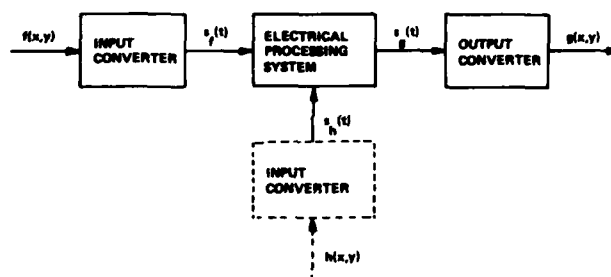 f(x,y)
INPUT
CONVERTER
s_f(t)
ELECTRICAL
PROCESSING
SYSTEM
s_g(t)
OUTPUT
CONVERTER
g(x,y)
s_h(t)
INPUT
CONVERTER
h(x,y)